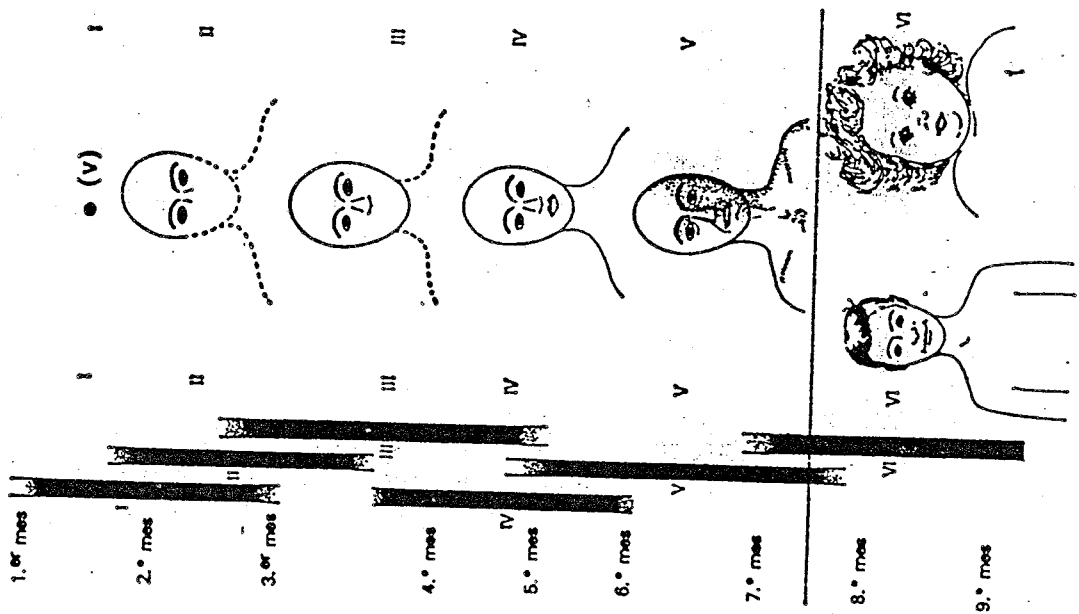 1.er mes
2.° mes
3.er mes
4.° mes
5.° mes
6.° mes
7.° mes
8.° mes
9.° mes
I
II
III
IV
V
VI
I
II
III
IV
V
VI
(V)
I
II
III
IV
V
VI